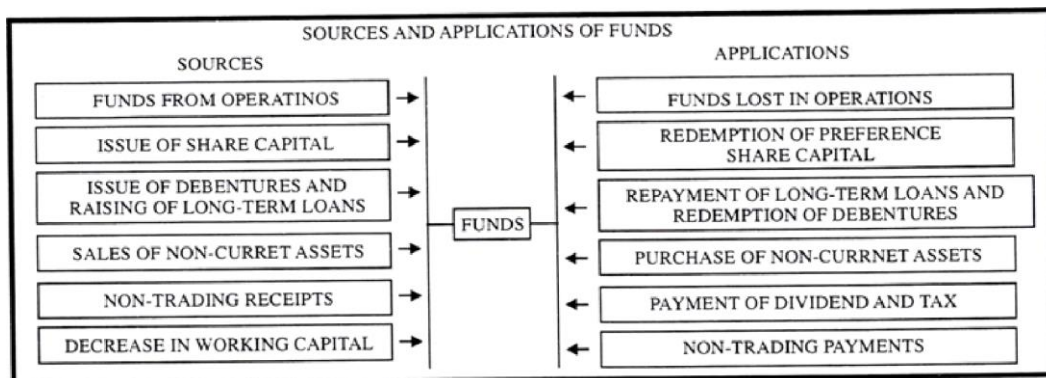 SOURCES AND APPLICATIONS OF FUNDS
SOURCES
FUNDS FROM OPERATINOS
ISSUE OF SHARE CAPITAL
ISSUE OF DEBENTURES AND
RAISING OF LONG-TERM LOANS
SALES OF NON-CURRET ASSETS
NON-TRADING RECEIPTS
DECREASE IN WORKING CAPITAL
FUNDS
APPLICATIONS
FUNDS LOST IN OPERATIONS
REDEMPTION OF PREFERENCE
SHARE CAPITAL
REPAYMENT OF LONG-TERM LOANS AND
REDEMPTION OF DEBENTURES
PURCHASE OF NON-CURRNET ASSETS
PAYMENT OF DIVIDEND AND TAX
NON-TRADING PAYMENTS